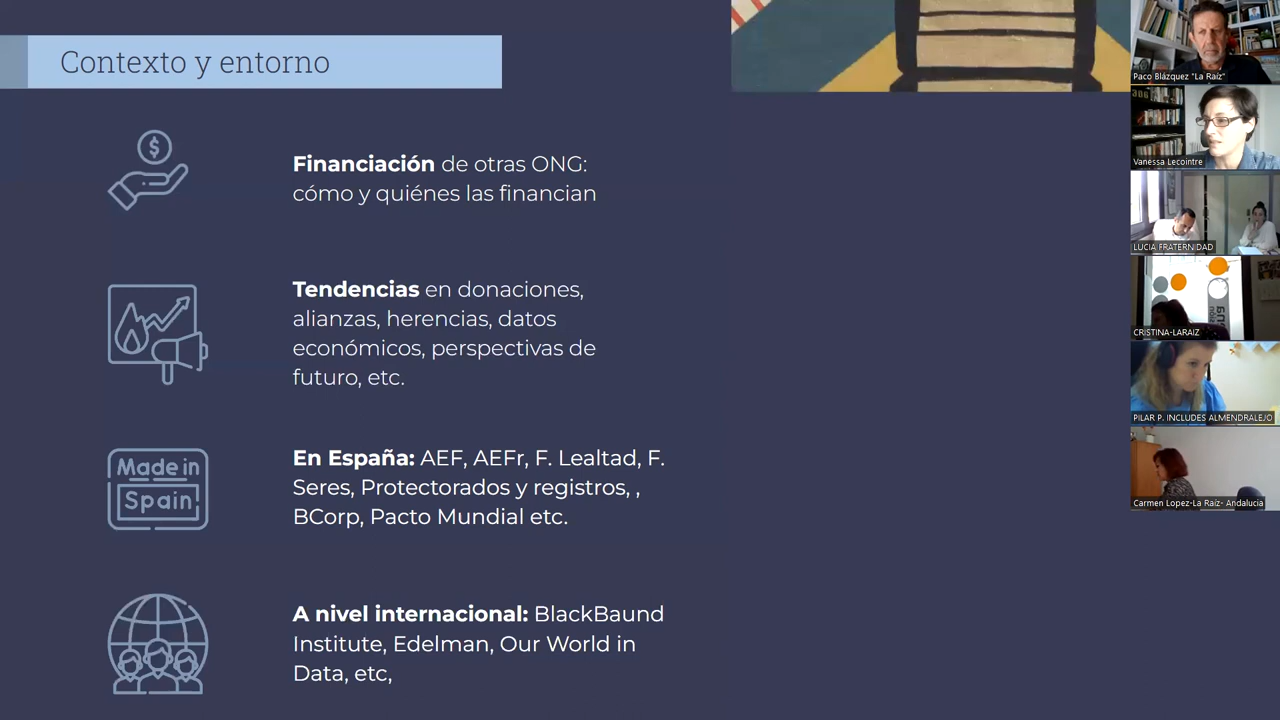 Contexto y entorno
Financiación de otras ONG:
cómo y quiénes las financian
Tendencias en donaciones,
alianzas, herencias, datos
económicos, perspectivas de
futuro, etc.
Made in
Spain
En España: AEF, AEFr, F. Lealtad, F.
Seres, Protectorados y registros, ,
BCorp, Pacto Mundial etc.
A nivel internacional: BlackBaund
Institute, Edelman, Our World in
Data, etc,
Paco Blázquez "La Raíz"
Vanessa Lecointre
LUCIA FRATERNIDAD
CRISTINA-LARAIZ
PILAR P. INCLUDES ALMENDRALEJO
Carmen Lopez-La Raiz- Andalucia